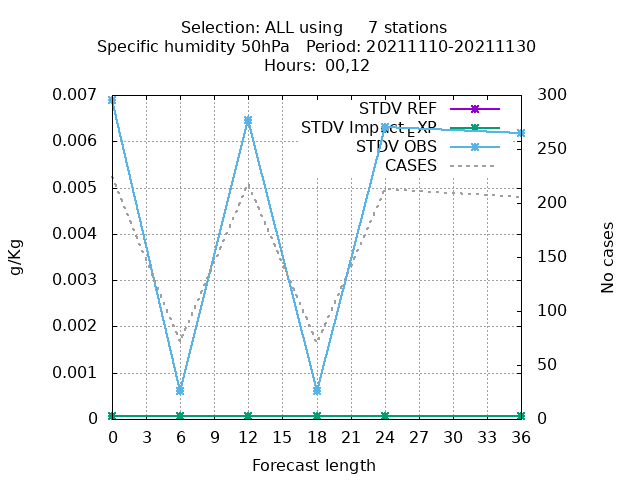 Selection: ALL using 7 stations
Specific humidity 50hPa Period: 20211110-20211130
Hours: 00,12
STDV REF
STDV Impact_EXP
STDV OBS
CASES
0.007
0.006
0.005
0.004
0.003
0.002
0.001
0
300
250
200
150
100
50
0
g/Kg
No cases
0 3 6 9 12 15 18 21 24 27 30 33 36
Forecast length